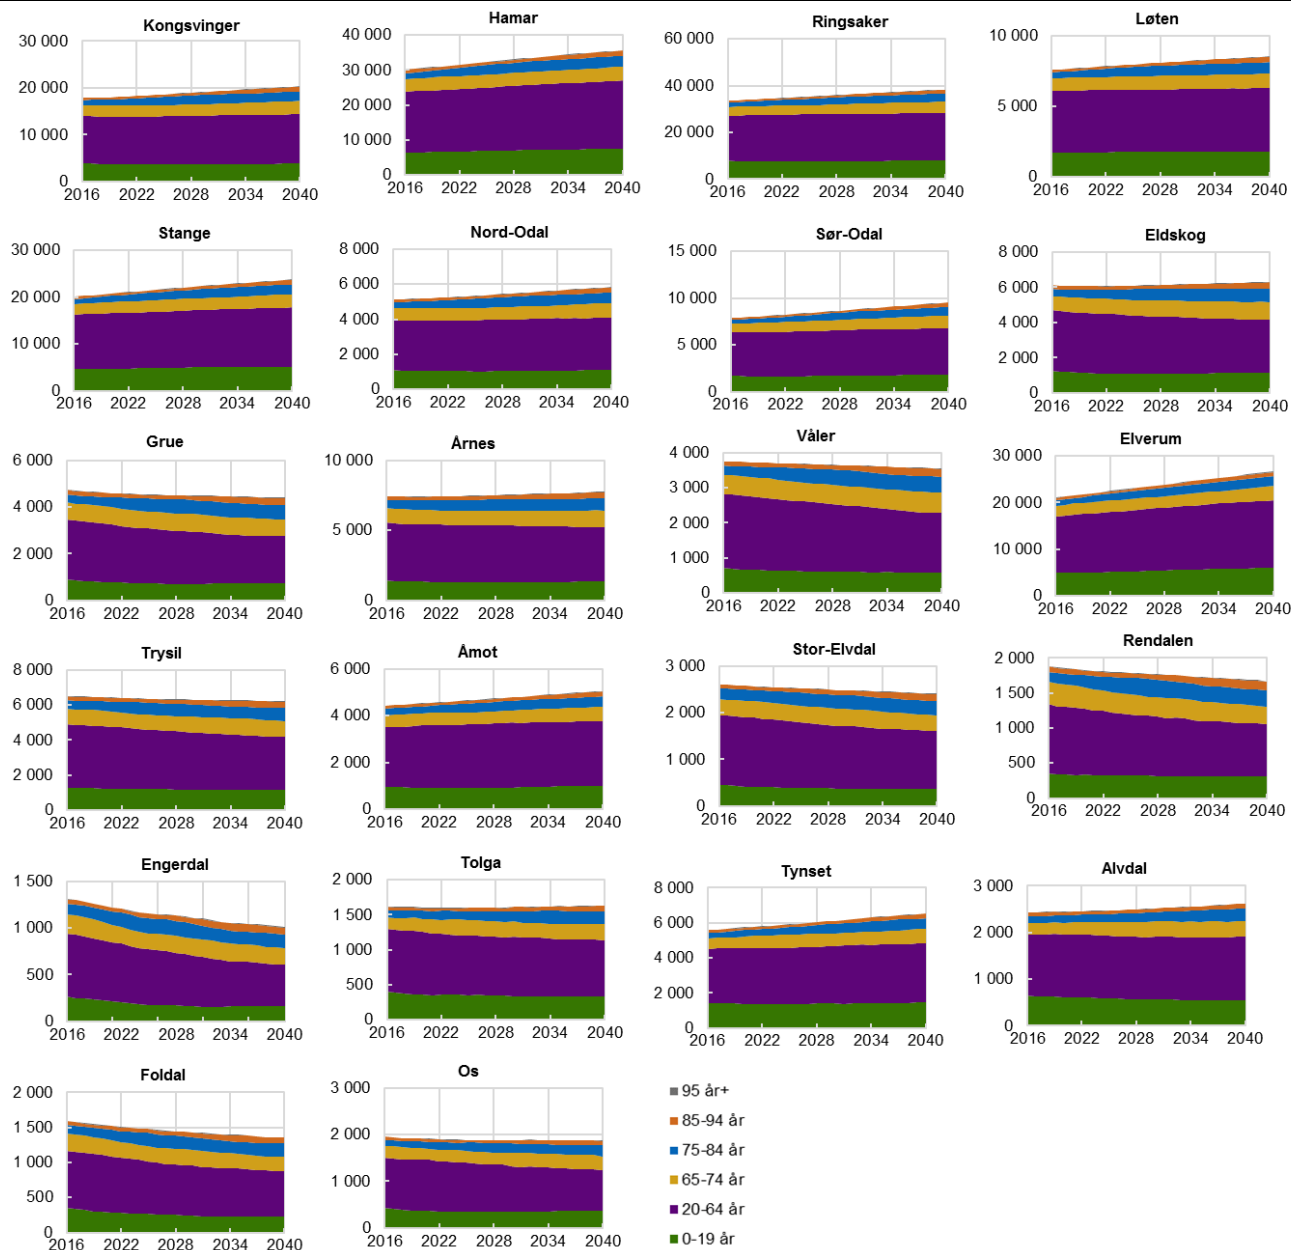 Kongsvinger
30 000
20 000
10 000
0
2016 2022 2028 2034 2040
Hamar
40 000
30 000
20 000
10 000
0
2016 2022 2028 2034 2040
Ringsaker
60 000
40 000
20 000
0
2016 2022 2028 2034 2040
Løten
10 000
5 000
0
2016 2022 2028 2034 2040
Stange
30 000
20 000
10 000
0
2016 2022 2028 2034 2040
Nord-Odal
8 000
6 000
4 000
2 000
0
2016 2022 2028 2034 2040
Sør-Odal
15 000
10 000
5 000
0
2016 2022 2028 2034 2040
Eldskog
8 000
6 000
4 000
2 000
0
2016 2022 2028 2034 2040
Grue
6 000
4 000
2 000
0
2016 2022 2028 2034 2040
Årnes
10 000
5 000
0
2016 2022 2028 2034 2040
Våler
4 000
3 000
2 000
1 000
0
2016 2022 2028 2034 2040
Elverum
30 000
20 000
10 000
0
2016 2022 2028 2034 2040
Trysil
8 000
6 000
4 000
2 000
0
2016 2022 2028 2034 2040
Åmot
6 000
4 000
2 000
0
2016 2022 2028 2034 2040
Stor-Elvdal
3 000
2 000
1 000
0
2016 2022 2028 2034 2040
Rendalen
2 000
1 500
1 000
500
0
2016 2022 2028 2034 2040
Engerdal
1 500
1 000
500
0
2016 2022 2028 2034 2040
Tolga
2 000
1 500
1 000
500
0
2016 2022 2028 2034 2040
Tynset
8 000
6 000
4 000
2 000
0
2016 2022 2028 2034 2040
Alvdal
3 000
2 000
1 000
0
2016 2022 2028 2034 2040
Foldal
2 000
1 500
1 000
500
0
2016 2022 2028 2034 2040
Os
3 000
2 000
1 000
0
2016 2022 2028 2034 2040
95 år+
85-94 år
75-84 år
65-74 år
20-64 år
0-19 år